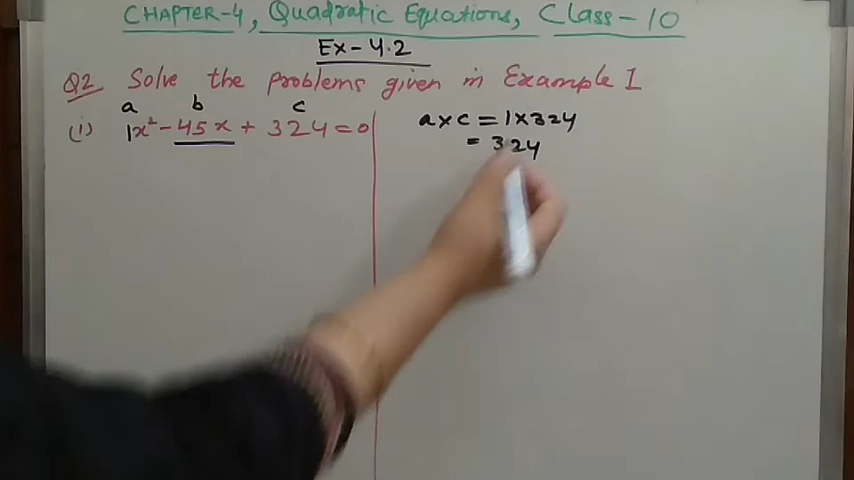 CHAPTER-4, Quadratic Equations, Class-10
Ex-4.2
Q2 Solve the problems given in Example 1
a b c
(i) 1x² - 45x + 324 = 0
a×c = 1×324
= 324